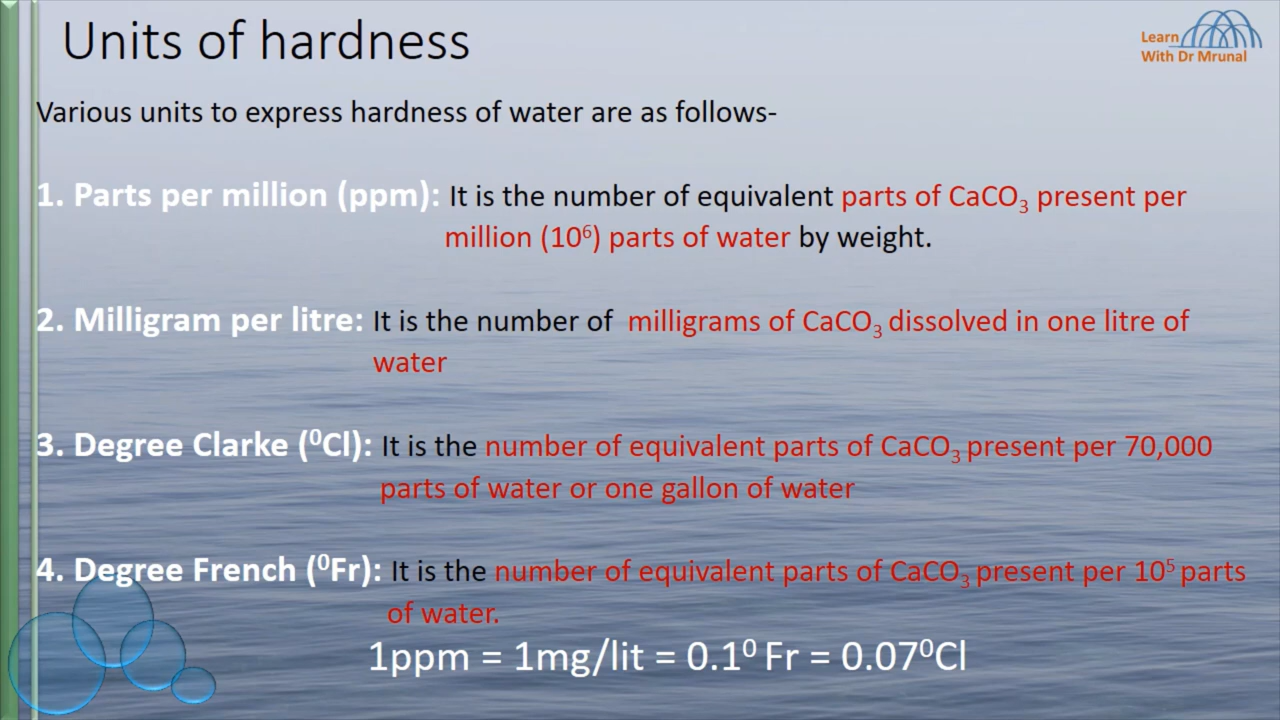 Units of hardness
Learn
With Dr Mrunal
Various units to express hardness of water are as follows-
1. Parts per million (ppm): It is the number of equivalent parts of CaCO₃ present per
million (10⁶) parts of water by weight.
2. Milligram per litre: It is the number of milligrams of CaCO₃ dissolved in one litre of
water
3. Degree Clarke (⁰Cl): It is the number of equivalent parts of CaCO₃ present per 70,000
parts of water or one gallon of water
4. Degree French (⁰Fr): It is the number of equivalent parts of CaCO₃ present per 10⁵ parts
of water.
1ppm = 1mg/lit = 0.1⁰ Fr = 0.07⁰Cl